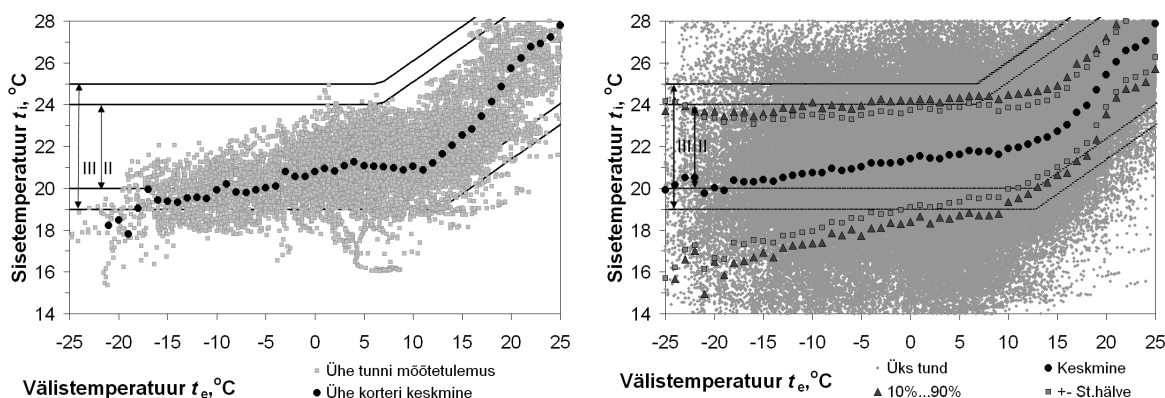 28
26
24
22
20
18
16
14
Sisetemperatuur ti, °C
III
II
-25 -20 -15 -10 -5 0 5 10 15 20 25
Välistemperatuur te, °C
Ühe tunni mõõtetulemus
Ühe korteri keskmine
28
26
24
22
20
18
16
14
Sisetemperatuur ti, °C
III
II
-25 -20 -15 -10 -5 0 5 10 15 20 25
Välistemperatuur te, °C
Üks tund
Keskmine
10%...90%
+- St.hälve